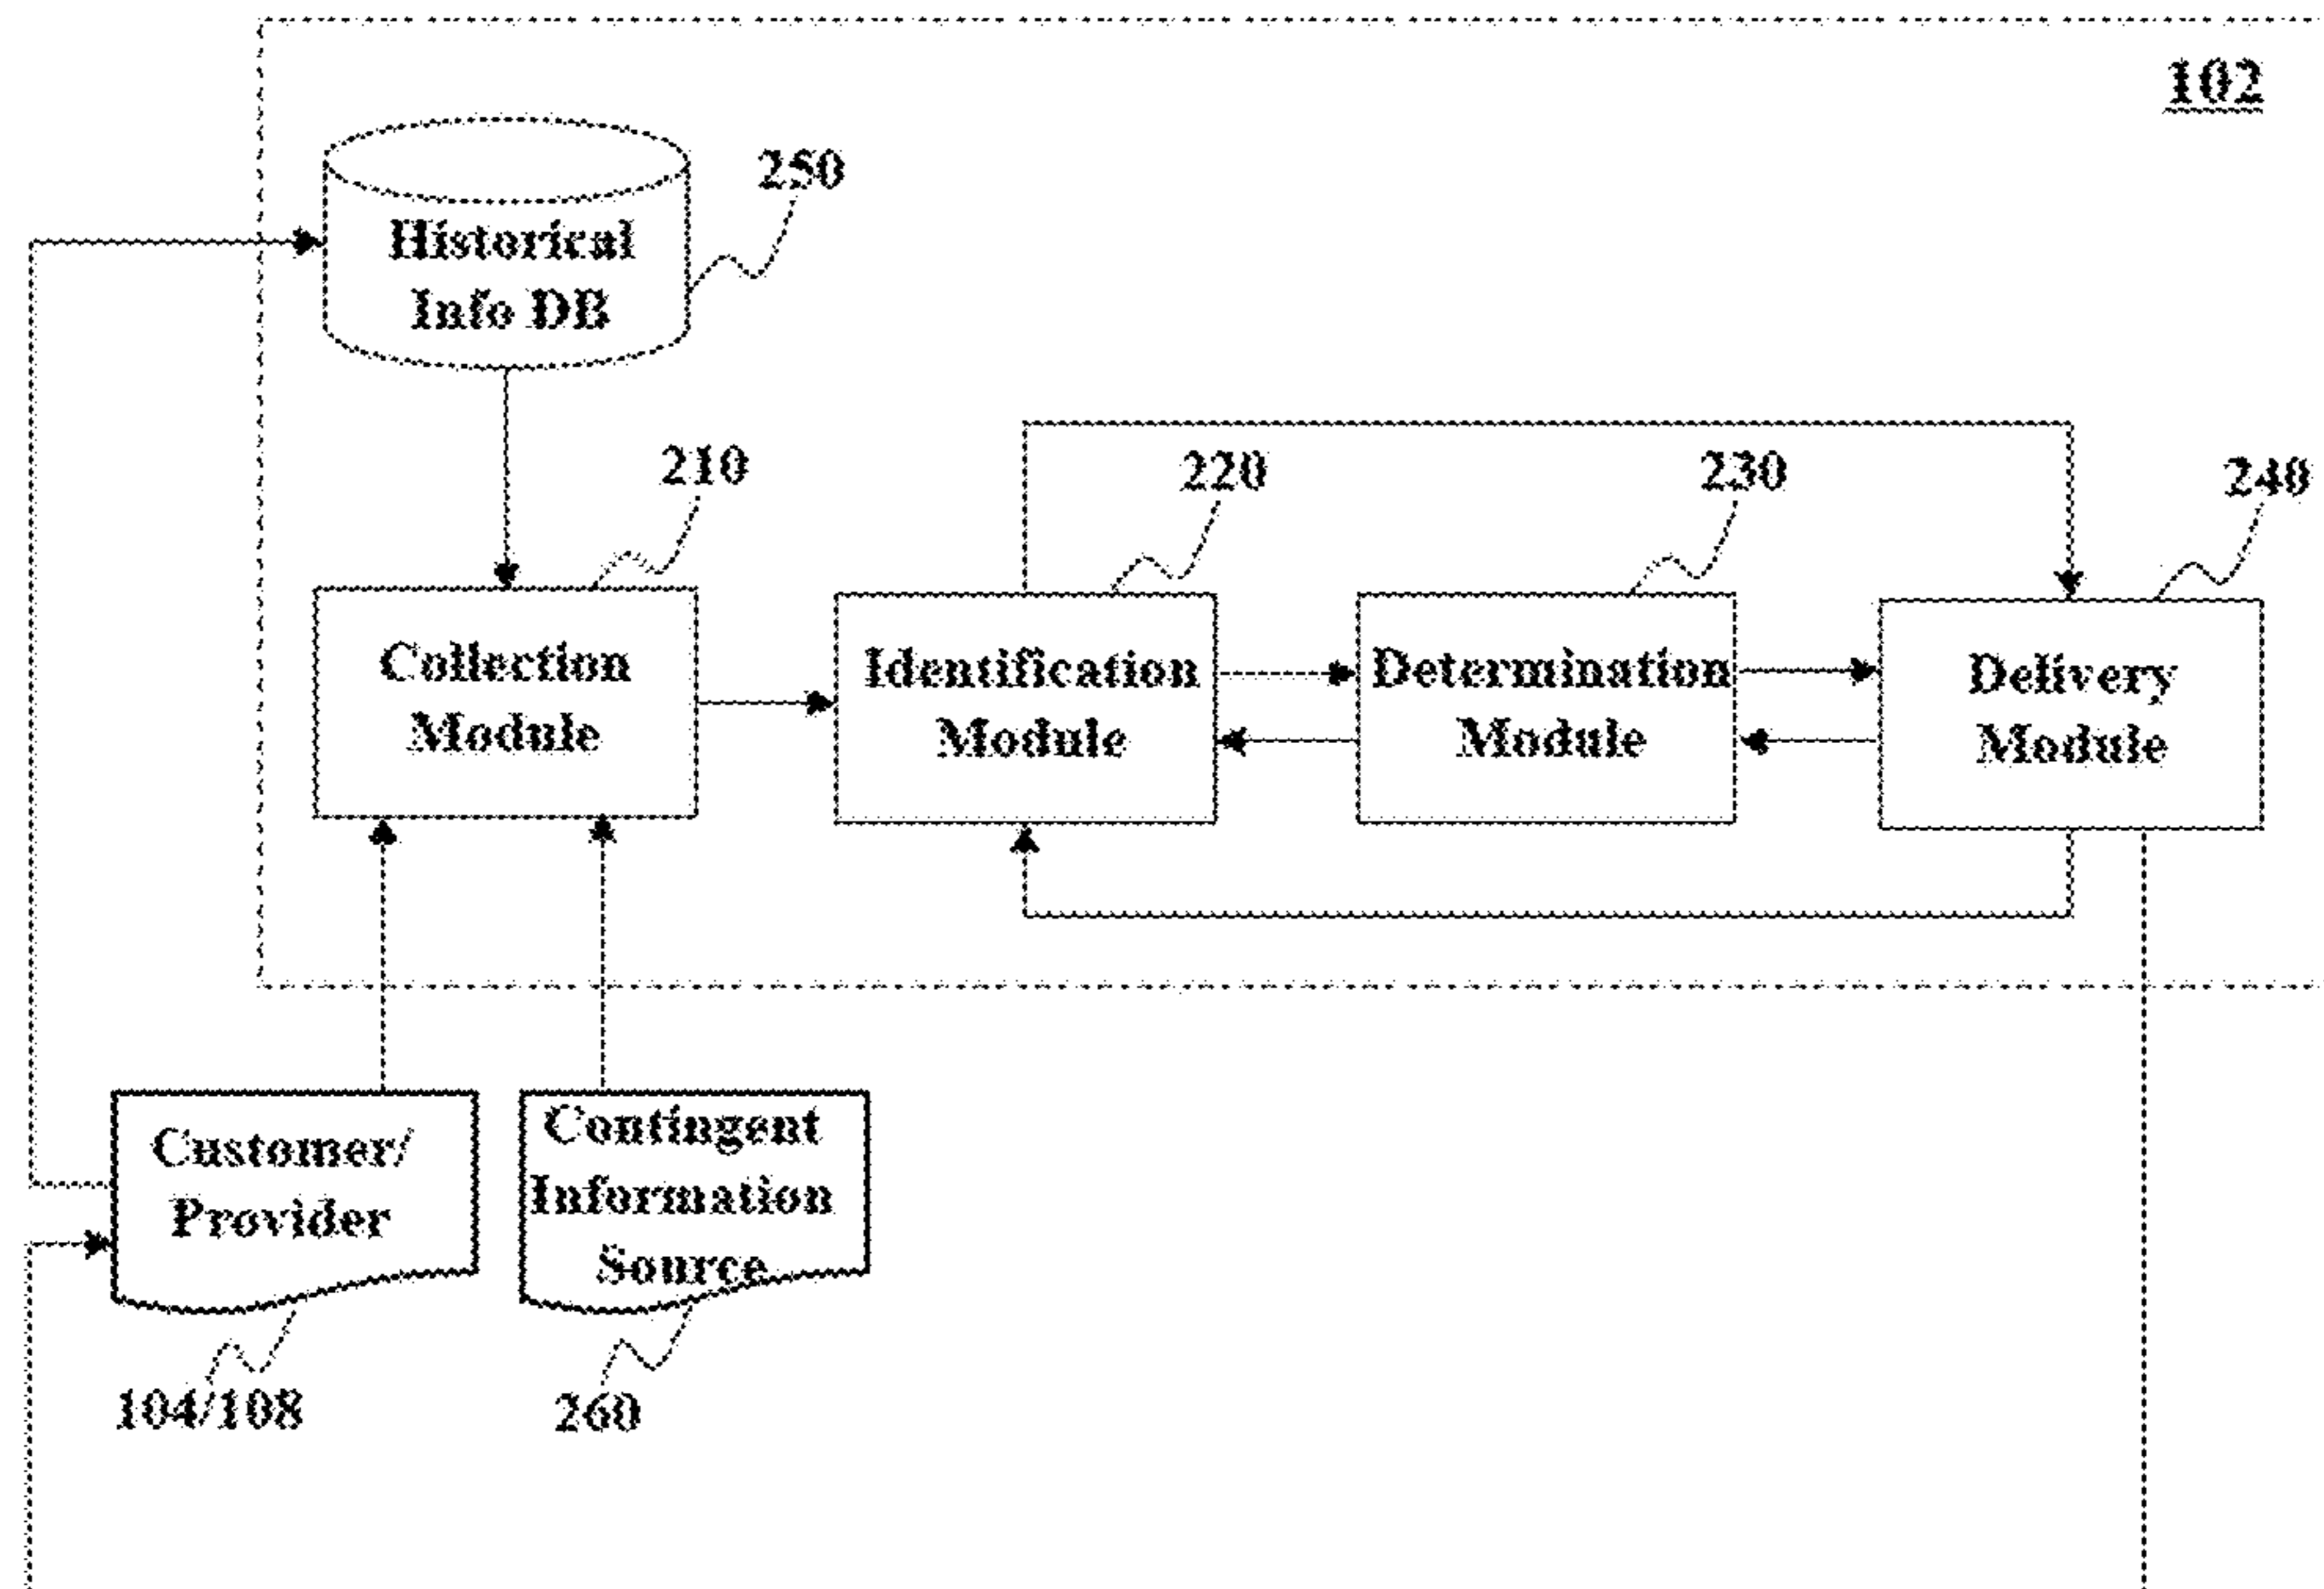 102
250
Historical
Info DB
210
220
230
240
Collection
Module
Identification
Module
Determination
Module
Delivery
Module
Customer/
Provider
Contingent
Information
Source
104/108
260